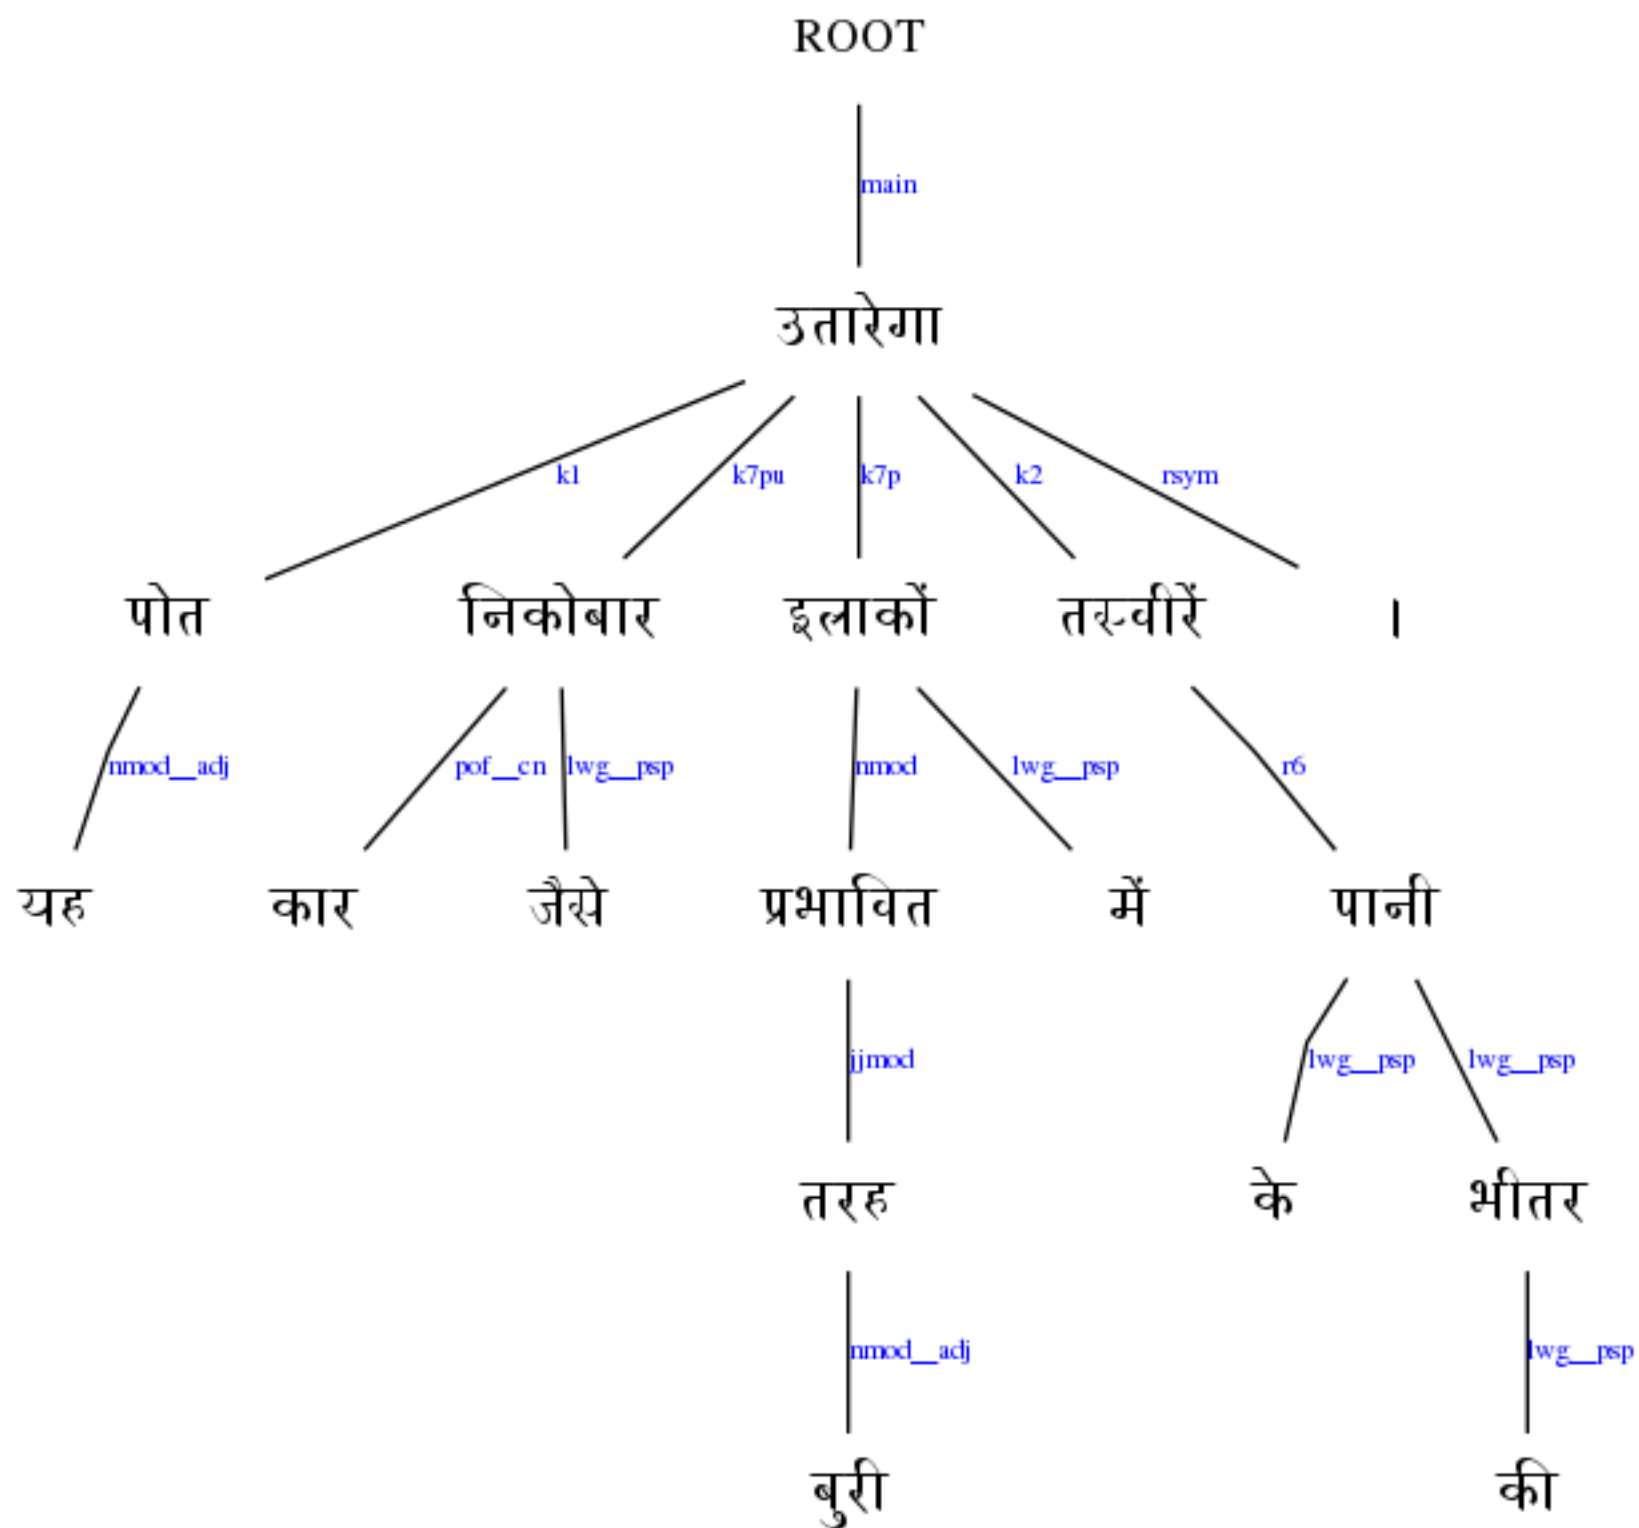 ROOT
main
उतारेगा
k1 k7pu k7p k2 rsym
पोत निकोबार इलाकों तस्वीरें ।
nmod__adj pof__cn lwg__psp nmod lwg__psp r6
यह कार जैसे प्रभावित में पानी
jjmod lwg__psp lwg__psp
तरह के भीतर
nmod__adj lwg__psp
बुरी की